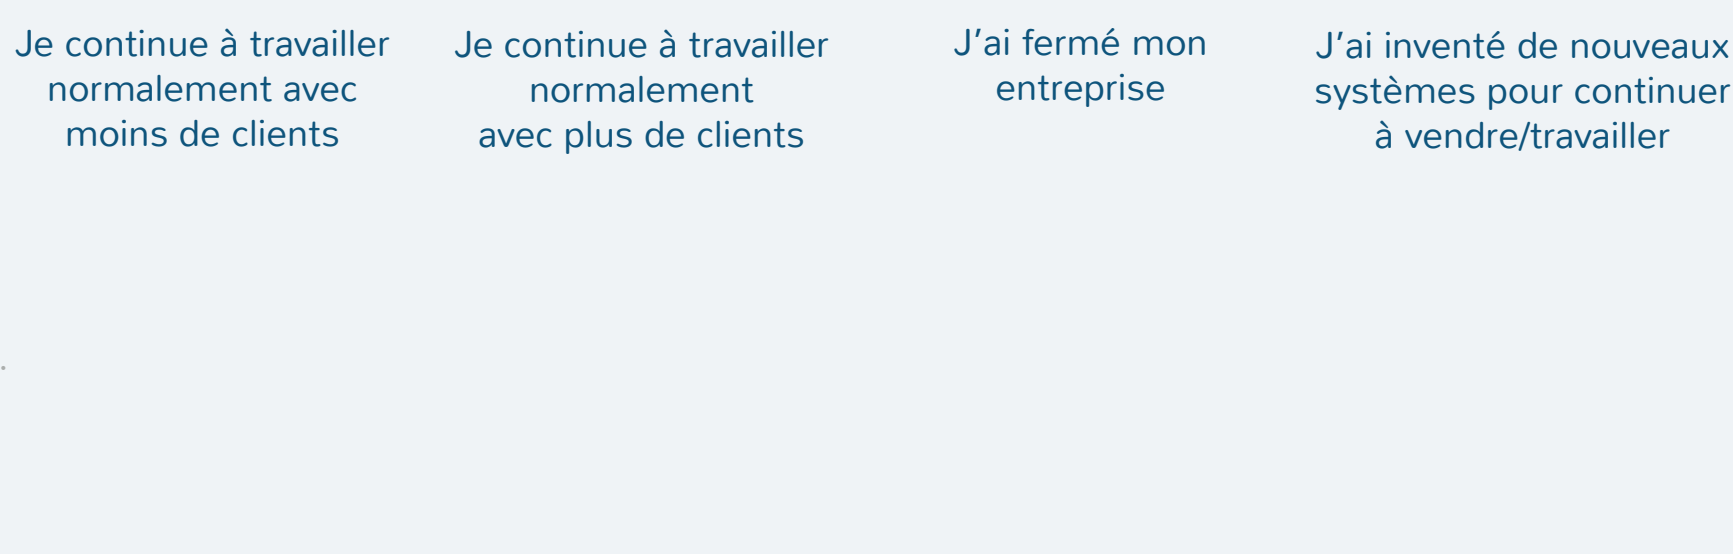 Je continue à travailler
normalement avec
moins de clients
Je continue à travailler
normalement
avec plus de clients
J'ai fermé mon
entreprise
J'ai inventé de nouveaux
systèmes pour continuer
à vendre/travailler